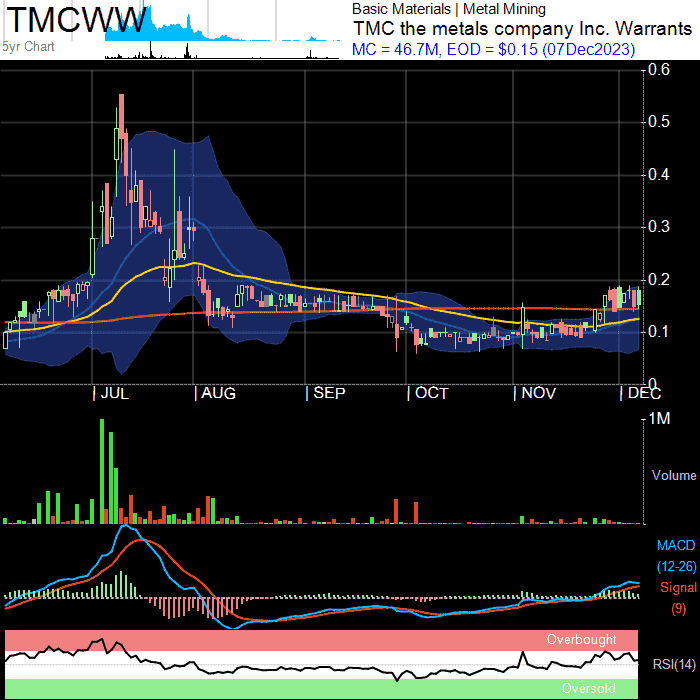 TMCWW
5yr Chart
Basic Materials | Metal Mining
TMC the metals company Inc. Warrants
MC = 46.7M, EOD = $0.15 (07Dec2023)
0.6
0.5
0.4
0.3
0.2
0.1
0
| JUL | AUG | SEP | OCT | NOV | DEC
1M
Volume
MACD
(12-26)
Signal
(9)
Overbought
RSI(14)
Oversold